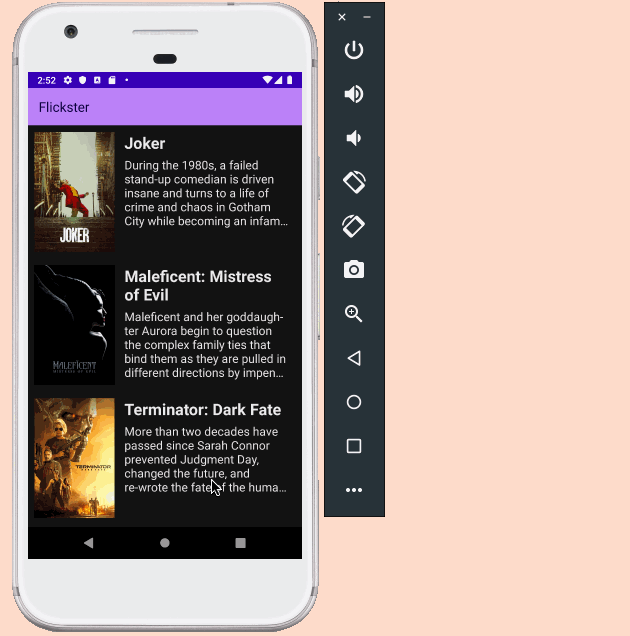 2:52
Flickster
Joker
During the 1980s, a failed
stand-up comedian is driven
insane and turns to a life of
crime and chaos in Gotham
City while becoming an infam…
JOKER
Maleficent: Mistress
of Evil
Maleficent and her goddaugh-
ter Aurora begin to question
the complex family ties that
bind them as they are pulled in
different directions by impen…
MALEFICENT
MISTRESS OF EVIL
Terminator: Dark Fate
More than two decades have
passed since Sarah Connor
prevented Judgment Day,
changed the future, and
re-wrote the fate of the huma…
TERMINATOR